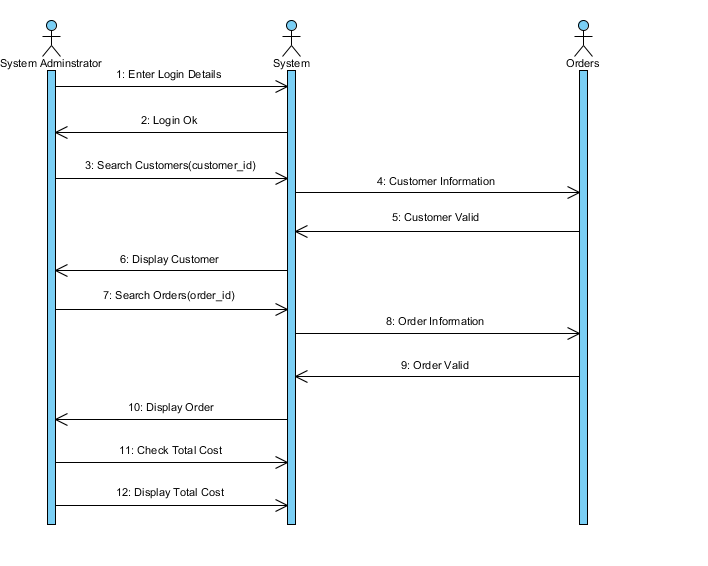 System Adminstrator
System
Orders
1: Enter Login Details
2: Login Ok
3: Search Customers(customer_id)
4: Customer Information
5: Customer Valid
6: Display Customer
7: Search Orders(order_id)
8: Order Information
9: Order Valid
10: Display Order
11: Check Total Cost
12: Display Total Cost